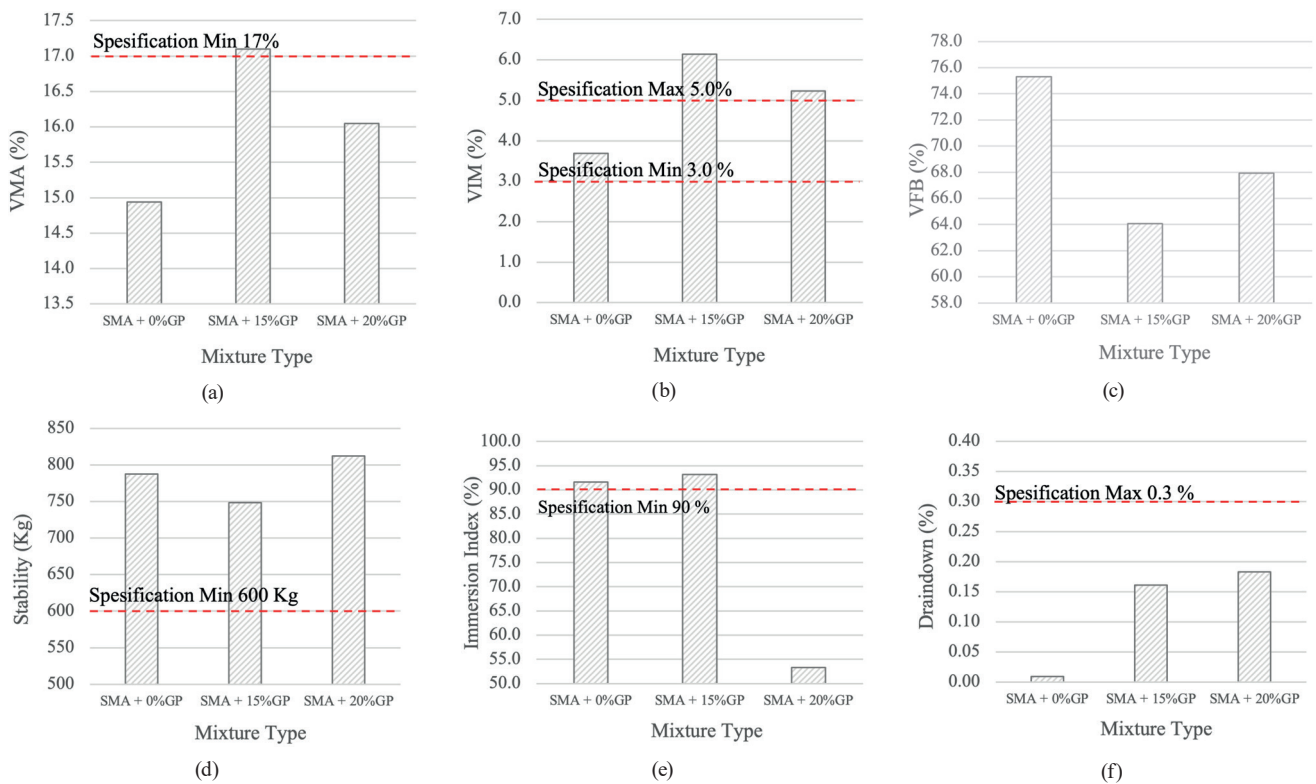 17.5
17.0
16.5
16.0
15.5
15.0
14.5
14.0
13.5
VMA (%)
Spesification Min 17%
SMA + 0%GP SMA + 15%GP SMA + 20%GP
Mixture Type
(a)
7.0
6.0
5.0
4.0
3.0
2.0
1.0
0.0
VIM (%)
Spesification Max 5.0%
Spesification Min 3.0 %
SMA + 0%GP SMA + 15%GP SMA + 20%GP
Mixture Type
(b)
78.0
76.0
74.0
72.0
70.0
68.0
66.0
64.0
62.0
60.0
58.0
VFB (%)
SMA + 0%GP SMA + 15%GP SMA + 20%GP
Mixture Type
(c)
850
800
750
700
650
600
550
500
Stability (Kg)
Spesification Min 600 Kg
SMA + 0%GP SMA + 15%GP SMA + 20%GP
Mixture Type
(d)
100.0
95.0
90.0
85.0
80.0
75.0
70.0
65.0
60.0
55.0
50.0
Immersion Index (%)
Spesification Min 90 %
SMA + 0%GP SMA + 15%GP SMA + 20%GP
Mixture Type
(e)
0.40
0.35
0.30
0.25
0.20
0.15
0.10
0.05
0.00
Draindown (%)
Spesification Max 0.3 %
SMA + 0%GP SMA + 15%GP SMA + 20%GP
Mixture Type
(f)